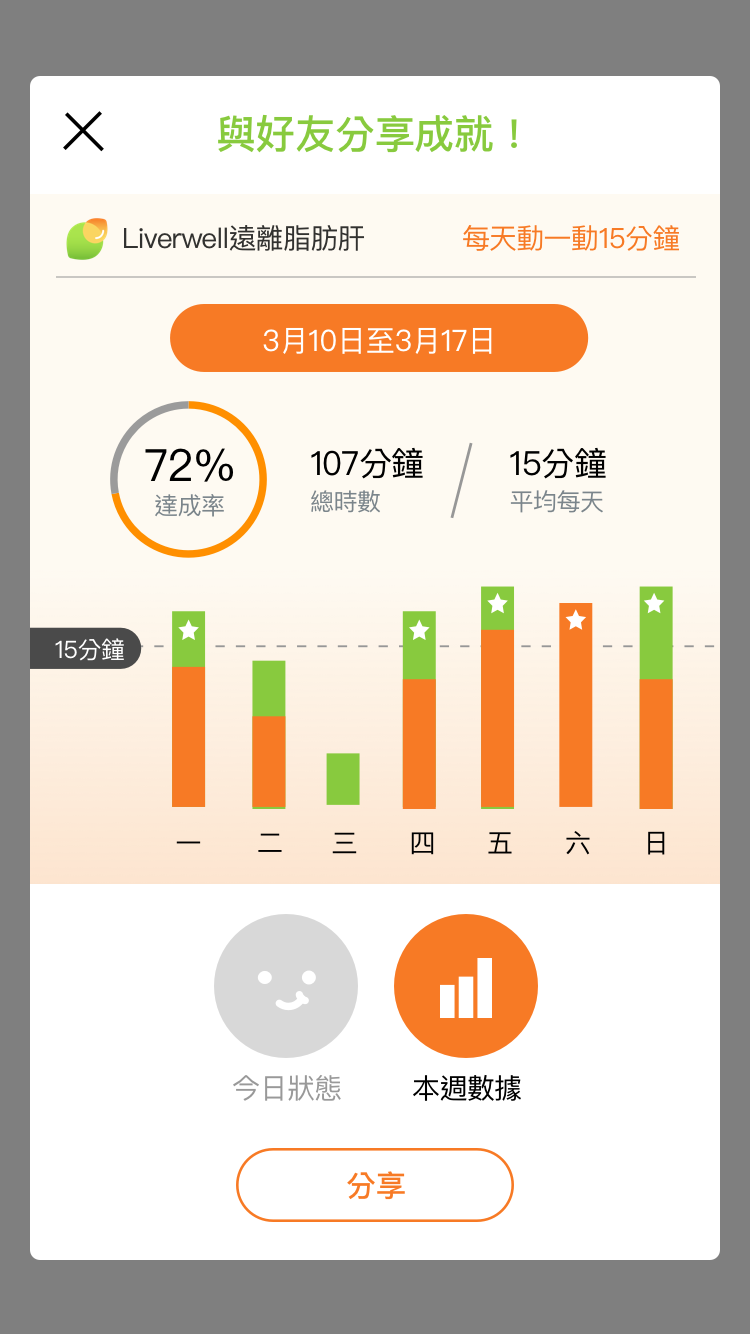 與好友分享成就！
Liverwell遠離脂肪肝
每天動一動15分鐘
3月10日至3月17日
72%
達成率
107分鐘
總時數
15分鐘
平均每天
15分鐘
一 二 三 四 五 六 日
今日狀態
本週數據
分享